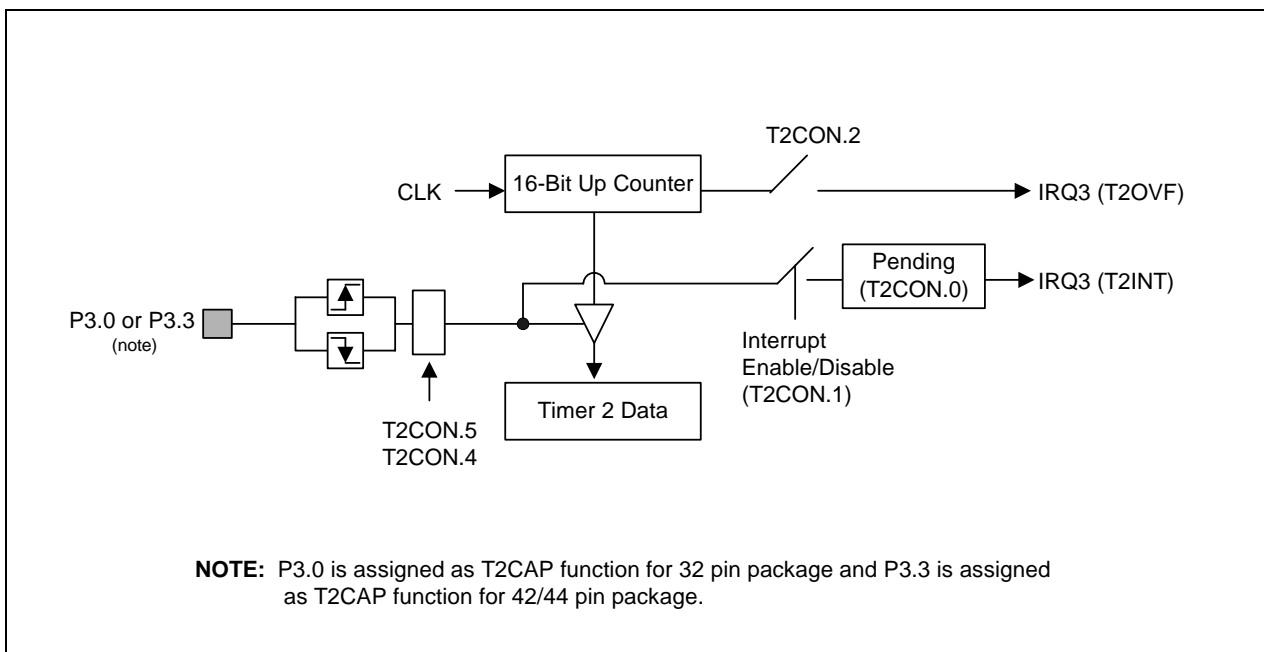 T2CON.2
CLK
16-Bit Up Counter
IRQ3 (T2OVF)
Pending
(T2CON.0)
IRQ3 (T2INT)
P3.0 or P3.3
(note)
Interrupt
Enable/Disable
(T2CON.1)
Timer 2 Data
T2CON.5
T2CON.4
NOTE: P3.0 is assigned as T2CAP function for 32 pin package and P3.3 is assigned
as T2CAP function for 42/44 pin package.